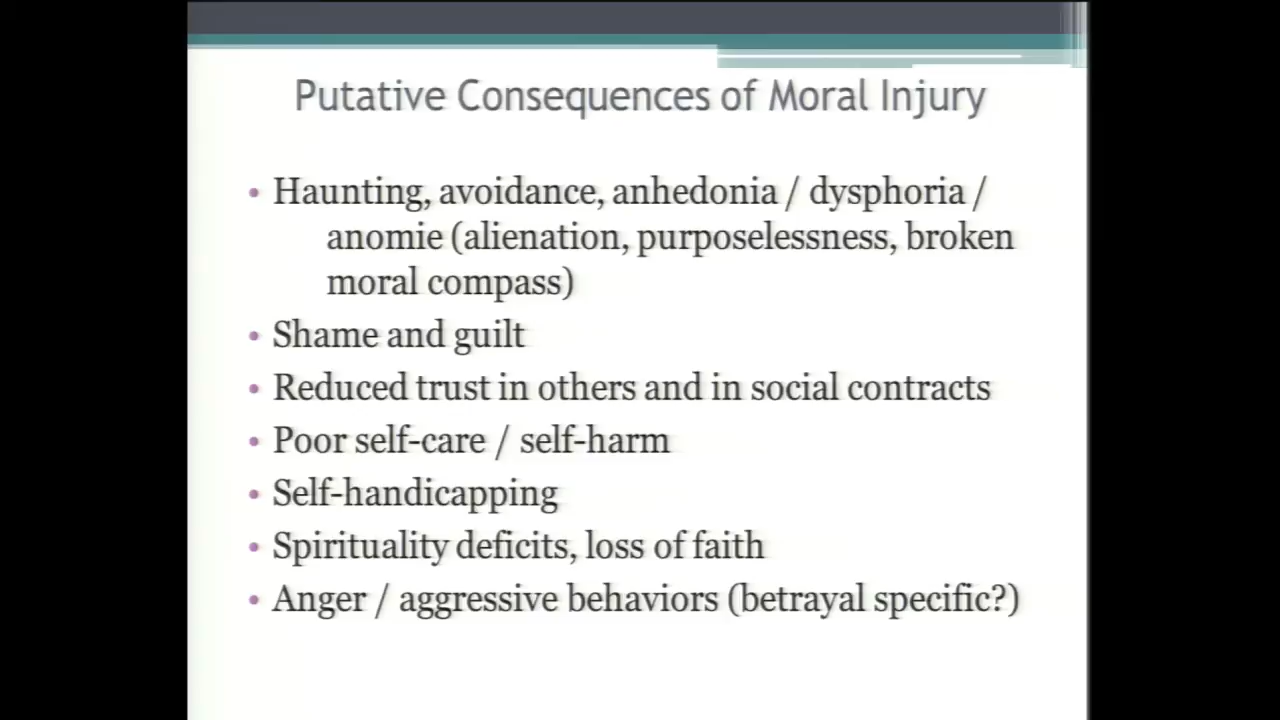 Putative Consequences of Moral Injury
• Haunting, avoidance, anhedonia / dysphoria /
anomie (alienation, purposelessness, broken
moral compass)
• Shame and guilt
• Reduced trust in others and in social contracts
• Poor self-care / self-harm
• Self-handicapping
• Spirituality deficits, loss of faith
• Anger / aggressive behaviors (betrayal specific?)